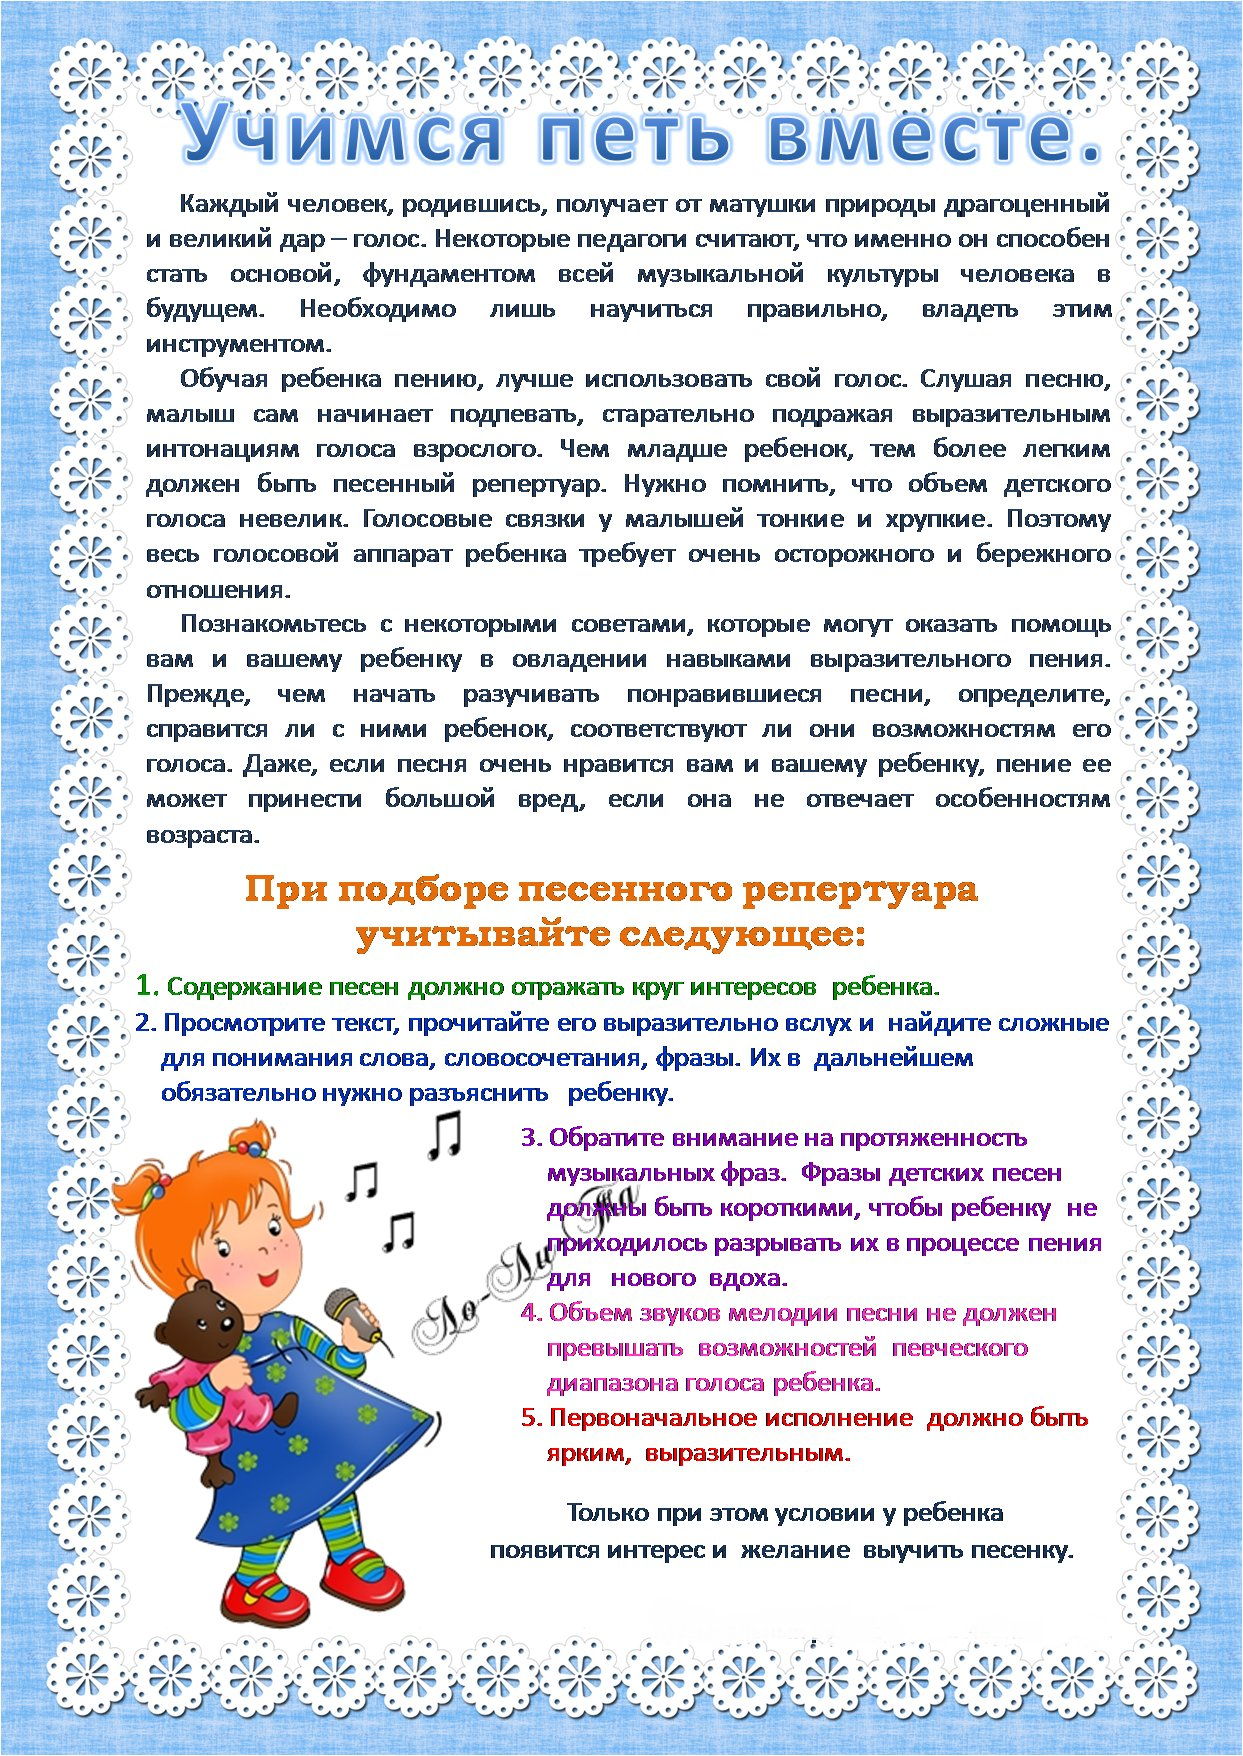 Учимся петь вместе.
Каждый человек, родившись, получает от матушки природы драгоценный
и великий дар – голос. Некоторые педагоги считают, что именно он способен
стать основой, фундаментом всей музыкальной культуры человека в
будущем. Необходимо лишь научиться правильно, владеть этим
инструментом.
Обучая ребенка пению, лучше использовать свой голос. Слушая песню,
малыш сам начинает подпевать, старательно подражая выразительным
интонациям голоса взрослого. Чем младше ребенок, тем более легким
должен быть песенный репертуар. Нужно помнить, что объем детского
голоса невелик. Голосовые связки у малышей тонкие и хрупкие. Поэтому
весь голосовой аппарат ребенка требует очень осторожного и бережного
отношения.
Познакомьтесь с некоторыми советами, которые могут оказать помощь
вам и вашему ребенку в овладении навыками выразительного пения.
Прежде, чем начать разучивать понравившиеся песни, определите,
справится ли с ними ребенок, соответствуют ли они возможностям его
голоса. Даже, если песня очень нравится вам и вашему ребенку, пение ее
может принести большой вред, если она не отвечает особенностям
возраста.
При подборе песенного репертуара
учитывайте следующее:
1. Содержание песен должно отражать круг интересов ребенка.
2. Просмотрите текст, прочитайте его выразительно вслух и найдите сложные
для понимания слова, словосочетания, фразы. Их в дальнейшем
обязательно нужно разъяснить ребенку.
3. Обратите внимание на протяженность
музыкальных фраз. Фразы детских песен
должны быть короткими, чтобы ребенку не
приходилось разрывать их в процессе пения
для нового вдоха.
4. Объем звуков мелодии песни не должен
превышать возможностей певческого
диапазона голоса ребенка.
5. Первоначальное исполнение должно быть
ярким, выразительным.
Только при этом условии у ребенка
появится интерес и желание выучить песенку.
Ло-Ли-Та